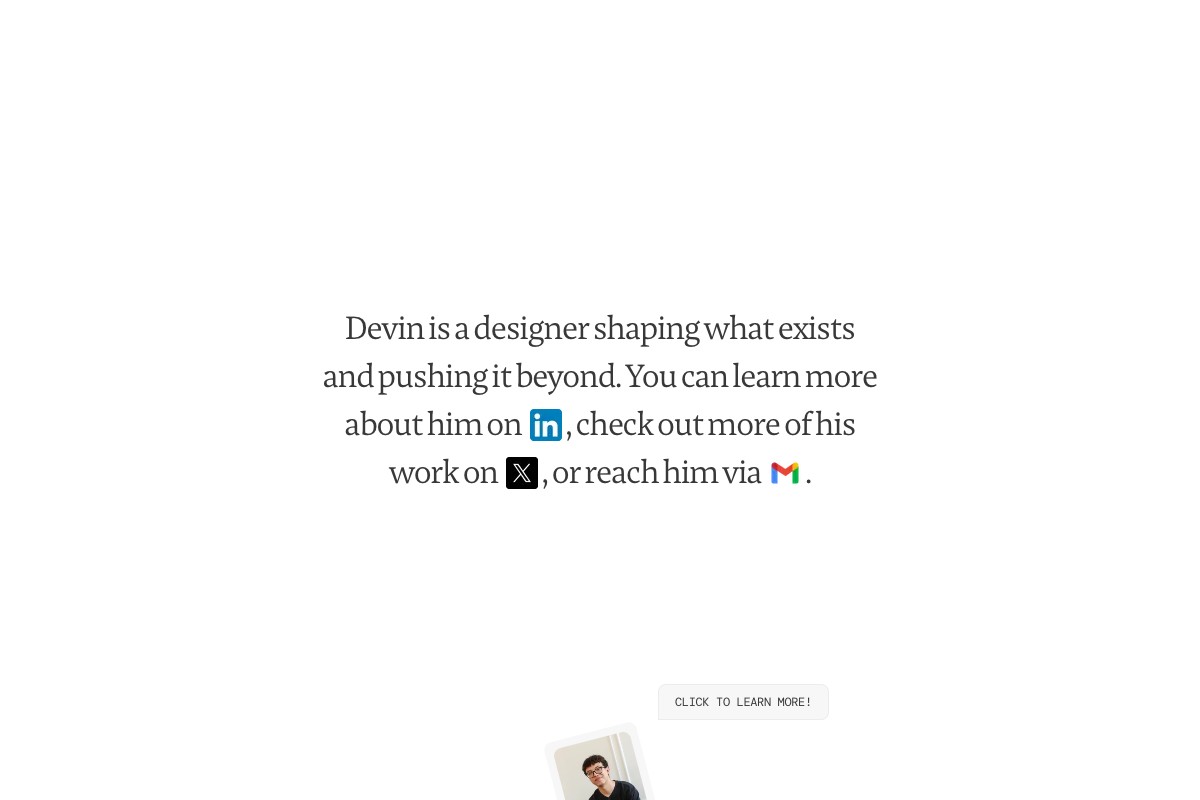 Devin is a designer shaping what exists
and pushing it beyond. You can learn more
about him on in, check out more of his
work on X, or reach him via M.
CLICK TO LEARN MORE!